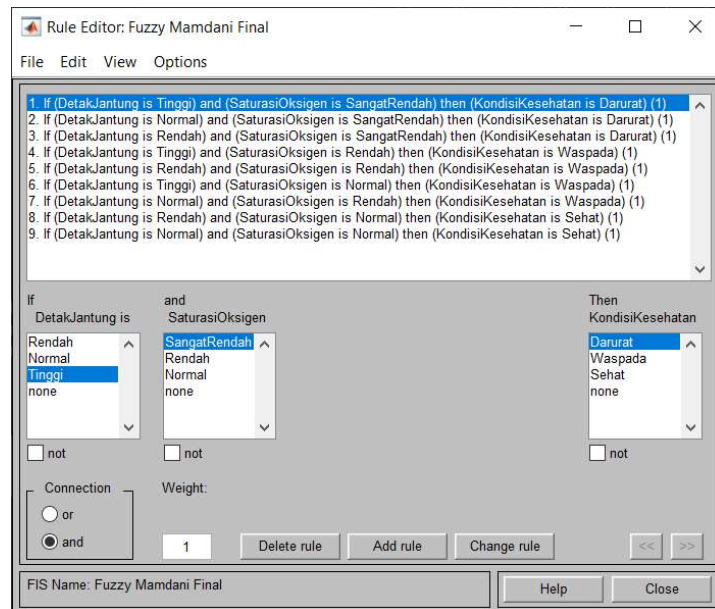 Rule Editor: Fuzzy Mamdani Final
File Edit View Options
1. If (DetakJantung is Tinggi) and (SaturasiOksigen is SangatRendah) then (KondisiKesehatan is Darurat) (1)
2. If (DetakJantung is Normal) and (SaturasiOksigen is SangatRendah) then (KondisiKesehatan is Darurat) (1)
3. If (DetakJantung is Rendah) and (SaturasiOksigen is SangatRendah) then (KondisiKesehatan is Darurat) (1)
4. If (DetakJantung is Tinggi) and (SaturasiOksigen is Rendah) then (KondisiKesehatan is Waspada) (1)
5. If (DetakJantung is Rendah) and (SaturasiOksigen is Rendah) then (KondisiKesehatan is Waspada) (1)
6. If (DetakJantung is Tinggi) and (SaturasiOksigen is Normal) then (KondisiKesehatan is Waspada) (1)
7. If (DetakJantung is Normal) and (SaturasiOksigen is Rendah) then (KondisiKesehatan is Waspada) (1)
8. If (DetakJantung is Rendah) and (SaturasiOksigen is Normal) then (KondisiKesehatan is Sehat) (1)
9. If (DetakJantung is Normal) and (SaturasiOksigen is Normal) then (KondisiKesehatan is Sehat) (1)
If
DetakJantung is
Rendah
Normal
Tinggi
none
not
and
SaturasiOksigen
SangatRendah
Rendah
Normal
none
not
Then
KondisiKesehatan
Darurat
Waspada
Sehat
none
not
Connection
or
and
Weight:
1
Delete rule
Add rule
Change rule
<<
>>
FIS Name: Fuzzy Mamdani Final
Help
Close